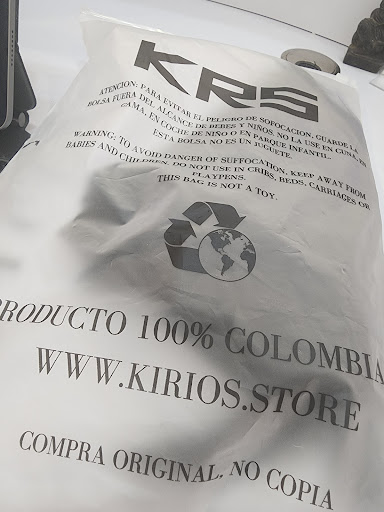 KRS
ATENCION: PARA EVITAR EL PELIGRO DE SOFOCACION, GUARDE LA
BOLSA FUERA DEL ALCANCE DE BEBES Y NIÑOS, NO LA USE EN CUNA, EN
CAMA, EN COCHE DE NIÑO O EN PARQUE INFANTIL.
ESTA BOLSA NO ES UN JUGUETE.
WARNING: TO AVOID DANGER OF SUFFOCATION, KEEP AWAY FROM
BABIES AND CHILDREN. DO NOT USE IN CRIBS, BEDS, CARRIAGES OR
PLAYPENS.
THIS BAG IS NOT A TOY.
PRODUCTO 100% COLOMBIA
WWW.KIRIOS.STORE
COMPRA ORIGINAL, NO COPIA